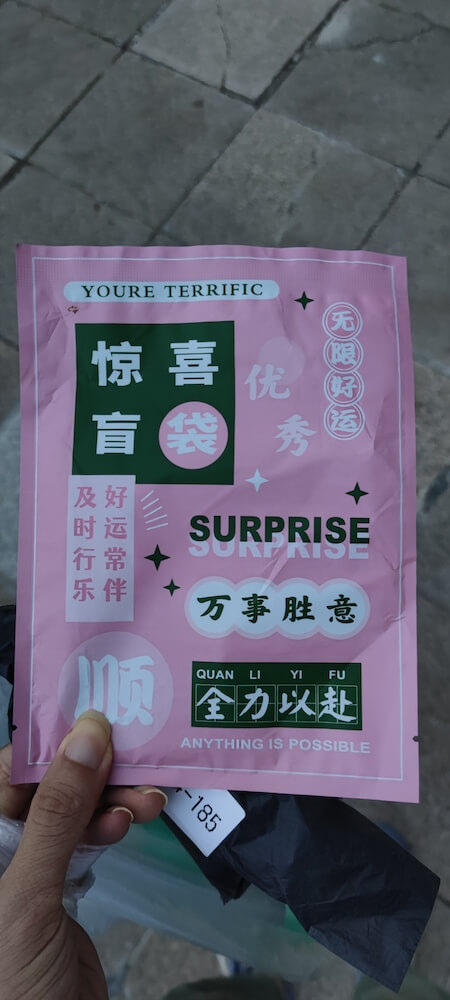 YOURE TERRIFIC
惊喜
盲袋
优秀
无限好运
好运常伴
及时行乐
SURPRISE
SURPRISE
万事胜意
顺
QUAN LI YI FU
全力以赴
ANYTHING IS POSSIBLE
-185